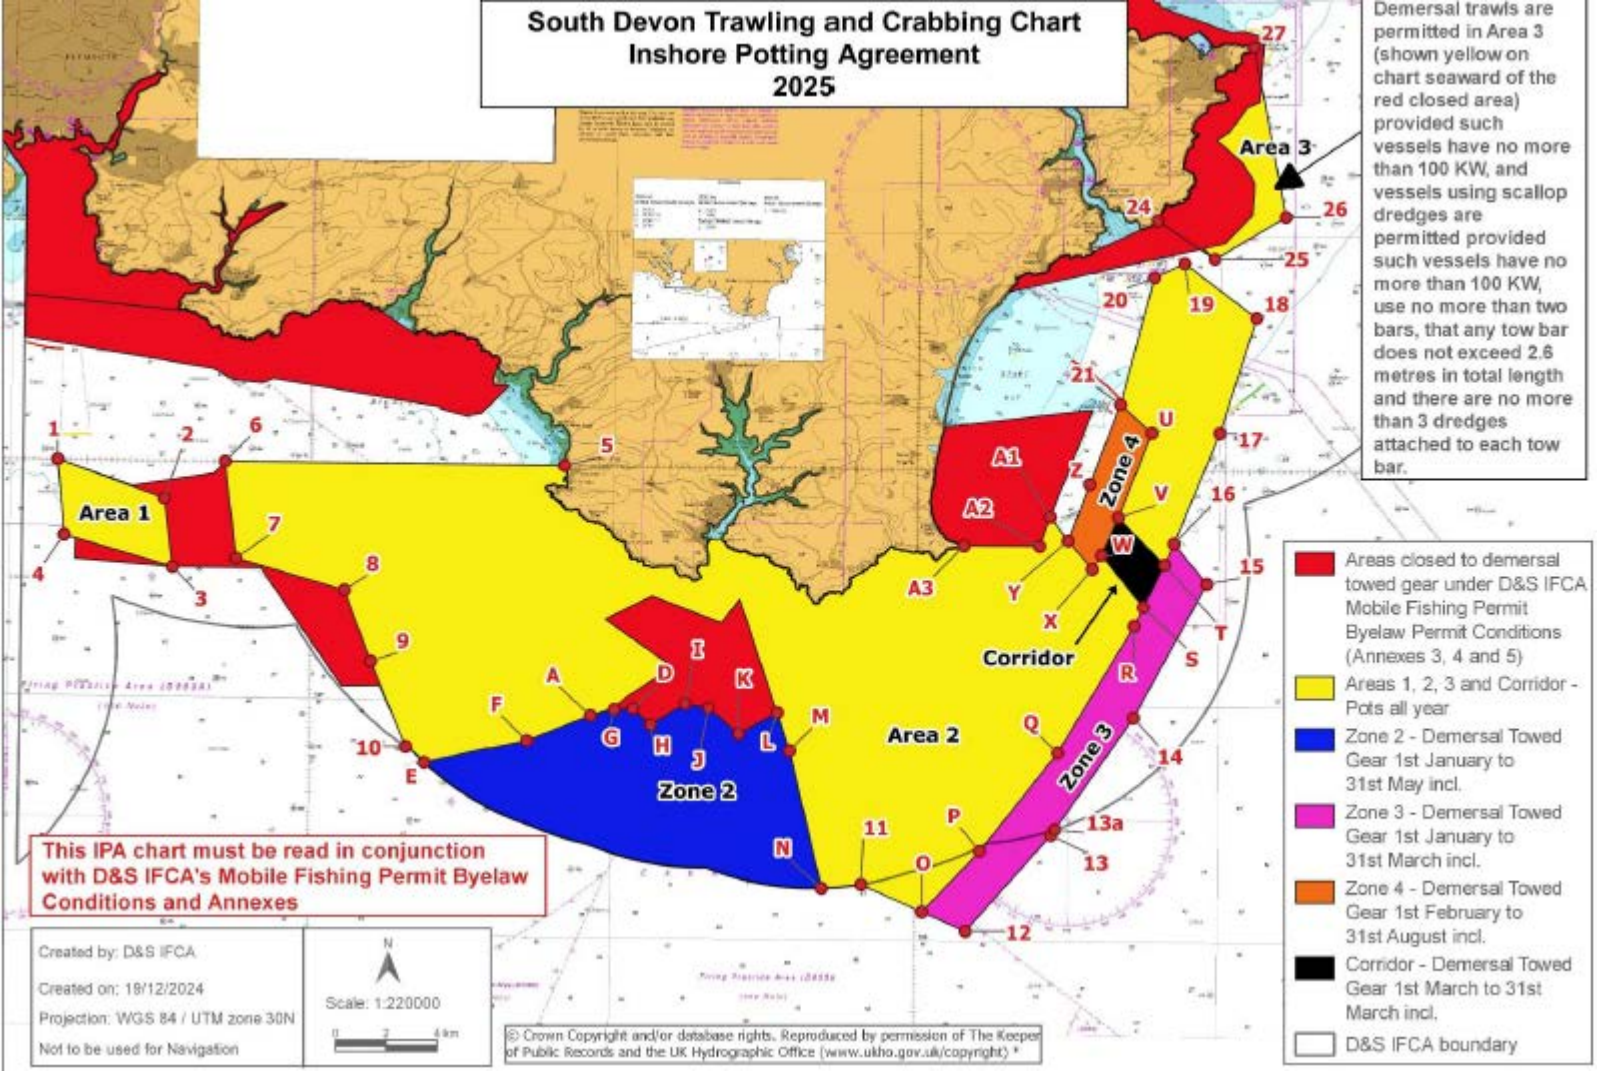 South Devon Trawling and Crabbing Chart
Inshore Potting Agreement
2025
Demersal trawls are
permitted in Area 3
(shown yellow on
chart seaward of the
red closed area)
provided such
vessels have no more
than 100 KW, and
vessels using scallop
dredges are
permitted provided
such vessels have no
more than 100 KW,
use no more than two
bars, that any tow bar
does not exceed 2.6
metres in total length
and there are no more
than 3 dredges
attached to each tow
bar.
27
Area 3
24
26
25
20
19
18
21
U
17
1
2
6
5
A1
Z
Zone 4
V
16
Area 1
A2
7
W
4
3
8
A3
Y
X
15
Corridor
T
S
9
A
D
I
K
R
F
G
H
J
L
M
Area 2
Q
Zone 3
14
10
E
Zone 2
N
11
P
O
13a
13
12
Areas closed to demersal
towed gear under D&S IFCA
Mobile Fishing Permit
Byelaw Permit Conditions
(Annexes 3, 4 and 5)
Areas 1, 2, 3 and Corridor -
Pots all year
Zone 2 - Demersal Towed
Gear 1st January to
31st May incl.
Zone 3 - Demersal Towed
Gear 1st January to
31st March incl.
Zone 4 - Demersal Towed
Gear 1st February to
31st August incl.
Corridor - Demersal Towed
Gear 1st March to 31st
March incl.
D&S IFCA boundary
This IPA chart must be read in conjunction
with D&S IFCA's Mobile Fishing Permit Byelaw
Conditions and Annexes
Created by: D&S IFCA
Created on: 19/12/2024
Projection: WGS 84 / UTM zone 30N
Not to be used for Navigation
N
Scale: 1:220000
0 2 4 km
© Crown Copyright and/or database rights. Reproduced by permission of The Keeper
of Public Records and the UK Hydrographic Office (www.ukho.gov.uk/copyright) *